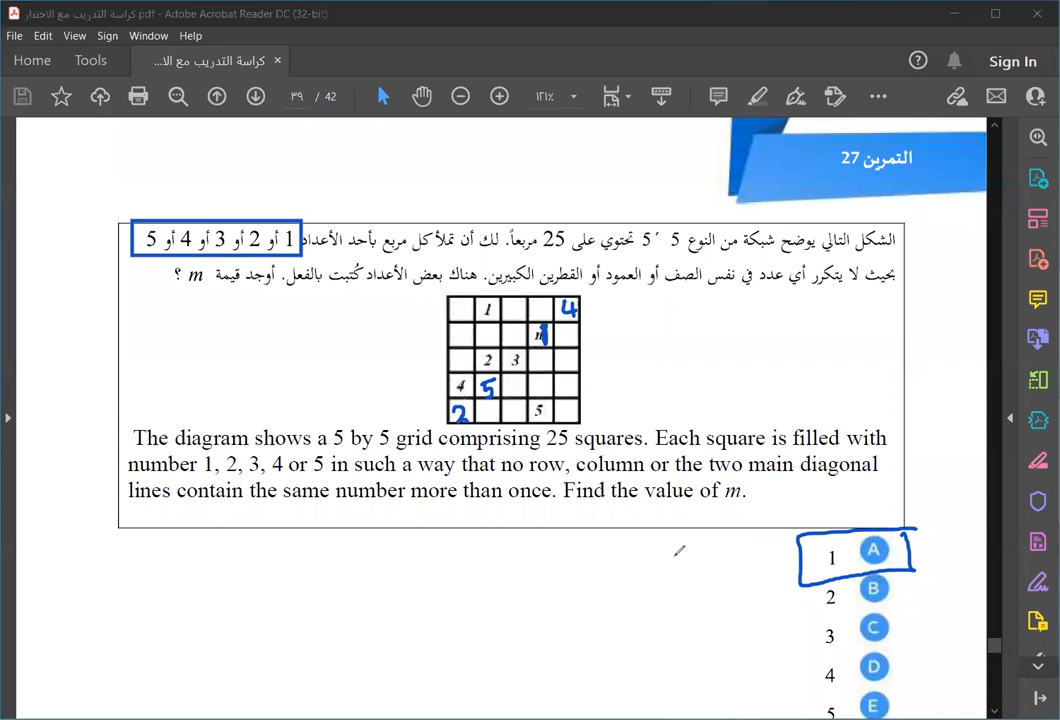 كراسة التدريب مع الاختبار.pdf - Adobe Acrobat Reader DC (32-bit)
File Edit View Sign Window Help
Home Tools كراسة التدريب مع الا... × Sign In
٣٩ / 42 ١٢١٪
التمرين 27
الشكل التالي يوضح شبكة من النوع 5 ´ 5 تحتوي على 25 مربعاً. لك أن تملأ كل مربع بأحد الأعداد 1 أو 2 أو 3 أو 4 أو 5
بحيث لا يتكرر أي عدد في نفس الصف أو العمود أو القطرين الكبيرين. هناك بعض الأعداد كُتبت بالفعل. أوجد قيمة m ؟
1 4
1
2 3
4 5
2 5
The diagram shows a 5 by 5 grid comprising 25 squares. Each square is filled with
number 1, 2, 3, 4 or 5 in such a way that no row, column or the two main diagonal
lines contain the same number more than once. Find the value of m.
1 A
2 B
3 C
4 D
5 E